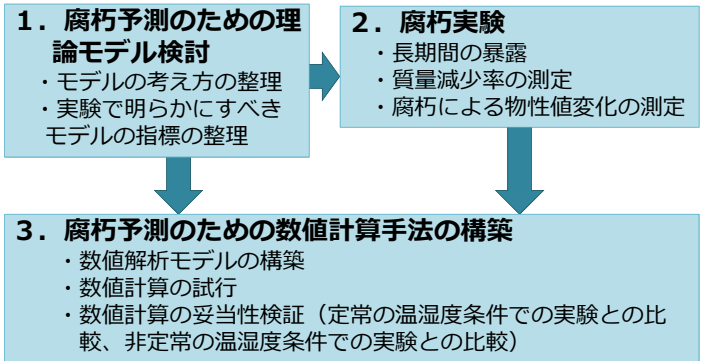 １．腐朽予測のための理
論モデル検討
・モデルの考え方の整理
・実験で明らかにすべき
モデルの指標の整理
２．腐朽実験
・長期間の暴露
・質量減少率の測定
・腐朽による物性値変化の測定
３．腐朽予測のための数値計算手法の構築
・数値解析モデルの構築
・数値計算の試行
・数値計算の妥当性検証（定常の温湿度条件での実験との比
較、非定常の温湿度条件での実験との比較）